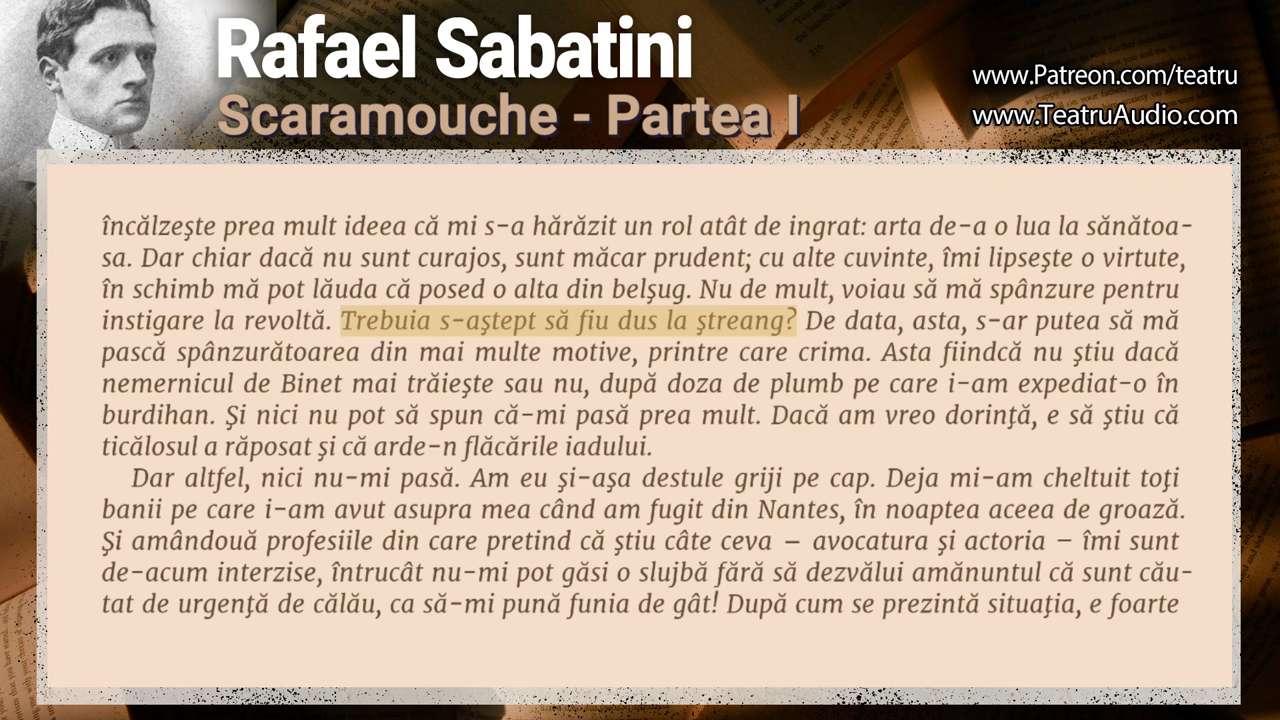 Rafael Sabatini
Scaramouche - Partea I
www.Patreon.com/teatru
www.TeatruAudio.com
încălzeşte prea mult ideea că mi s-a hărăzit un rol atât de ingrat: arta de-a o lua la sănătoa-
sa. Dar chiar dacă nu sunt curajos, sunt măcar prudent; cu alte cuvinte, îmi lipseşte o virtute,
în schimb mă pot lăuda că posed o alta din belşug. Nu de mult, voiau să mă spânzure pentru
instigare la revoltă. Trebuia s-aştept să fiu dus la ştreang? De data, asta, s-ar putea să mă
pască spânzurătoarea din mai multe motive, printre care crima. Asta fiindcă nu ştiu dacă
nemernicul de Binet mai trăieşte sau nu, după doza de plumb pe care i-am expediat-o în
burdihan. Şi nici nu pot să spun că-mi pasă prea mult. Dacă am vreo dorinţă, e să ştiu că
ticălosul a răposat şi că arde-n flăcările iadului.
Dar altfel, nici nu-mi pasă. Am eu şi-aşa destule griji pe cap. Deja mi-am cheltuit toţi
banii pe care i-am avut asupra mea când am fugit din Nantes, în noaptea aceea de groază.
Şi amândouă profesiile din care pretind că ştiu câte ceva – avocatura şi actoria – îmi sunt
de-acum interzise, întrucât nu-mi pot găsi o slujbă fără să dezvălui amănuntul că sunt cău-
tat de urgenţă de călău, ca să-mi pună funia de gât! După cum se prezintă situaţia, e foarte